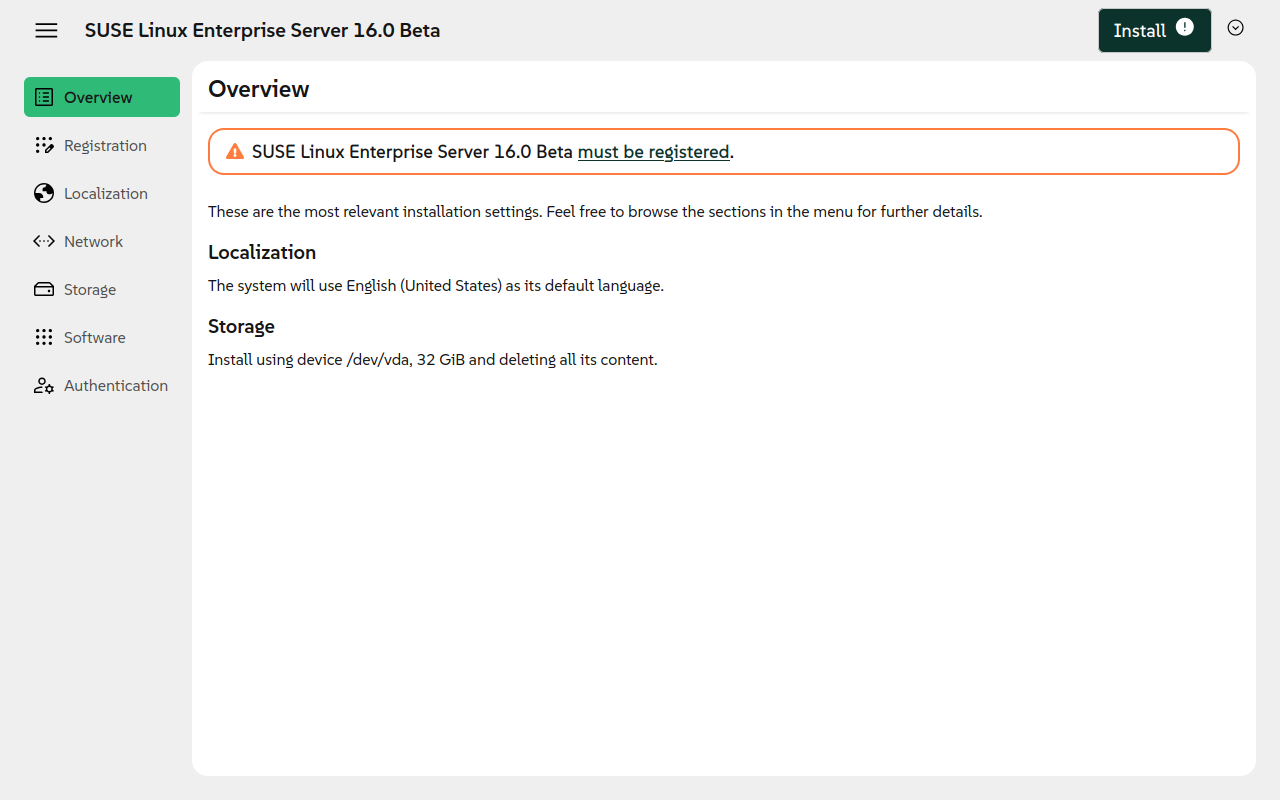 SUSE Linux Enterprise Server 16.0 Beta
Install
Overview
Registration
Localization
Network
Storage
Software
Authentication
Overview
SUSE Linux Enterprise Server 16.0 Beta must be registered.
These are the most relevant installation settings. Feel free to browse the sections in the menu for further details.
Localization
The system will use English (United States) as its default language.
Storage
Install using device /dev/vda, 32 GiB and deleting all its content.